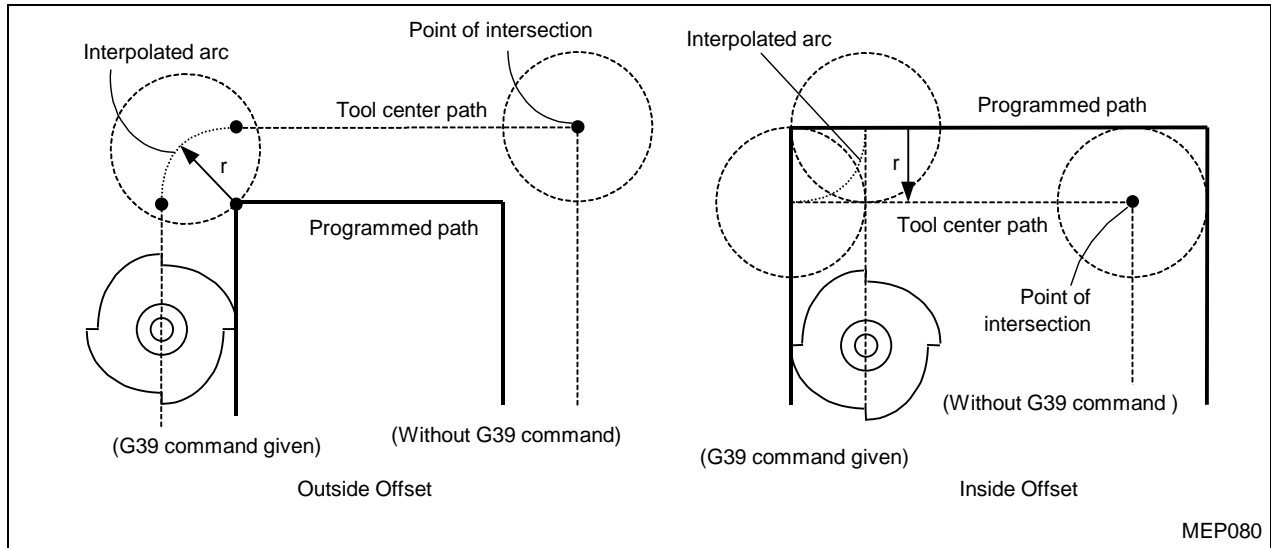 Interpolated arc
Point of intersection
Tool center path
r
Programmed path
(G39 command given)
(Without G39 command)
Outside Offset
Interpolated arc
Programmed path
r
Tool center path
Point of
intersection
(Without G39 command )
(G39 command given)
Inside Offset
MEP080